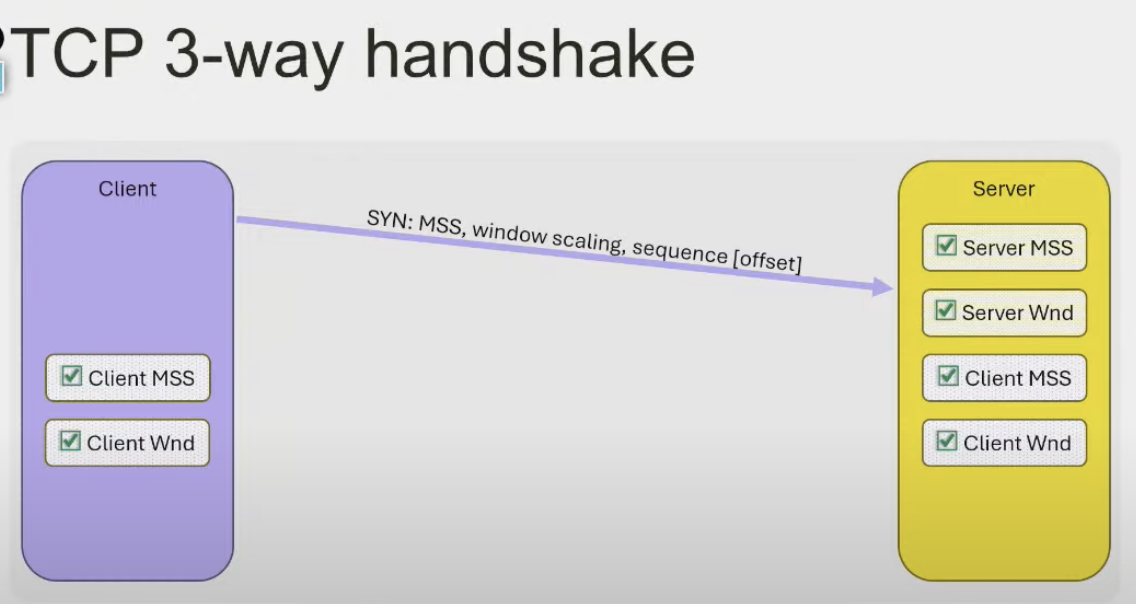 TCP 3-way handshake
Client
Server
SYN: MSS, window scaling, sequence [offset]
Server MSS
Server Wnd
Client MSS
Client MSS
Client Wnd
Client Wnd